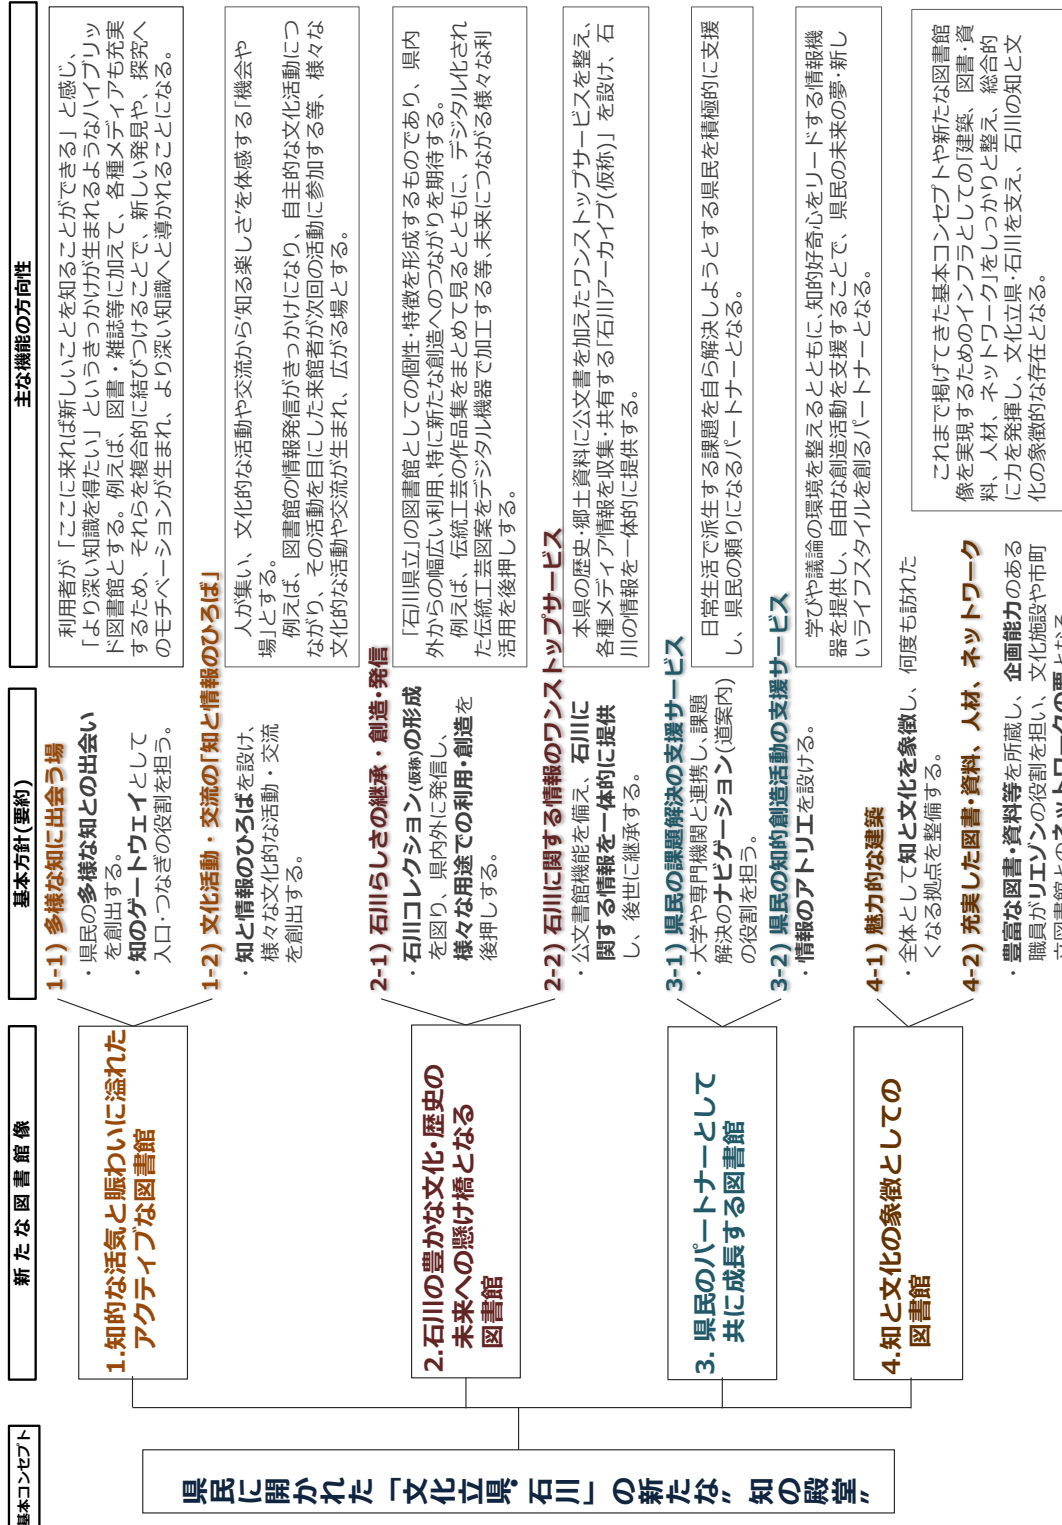 基本コンセプト
新たな図書館像
基本方針(要約)
主な機能の方向性
県民に開かれた「文化立県・石川」の新たな〝知の殿堂〟
1.知的な活気と賑わいに溢れた
アクティブな図書館
1-1) 多様な知に出会う場
・県民の多様な知との出会い
を創出する。
・知のゲートウェイとして
入口・つなぎの役割を担う。
利用者が「ここに来れば新しいことを知ることができる」と感じ、
「より深い知識を得たい」というきっかけが生まれるようなハイブリッ
ド図書館とする。例えば、図書・雑誌等に加えて、各種メディアも充実
するため、それらを複合的に結びつけることで、新しい発見や、探究へ
のモチベーションが生まれ、より深い知識へと導かれることになる。
1-2) 文化活動・交流の「知と情報のひろば」
・知と情報のひろばを設け、
様々な文化的な活動・交流
を創出する。
人が集い、文化的な活動や交流から‘知る楽しさ’を体感する「機会や
場」とする。
例えば、図書館の情報発信がきっかけになり、自主的な文化活動につ
ながり、その活動を目にした来館者が次回の活動に参加する等、様々な
文化的な活動や交流が生まれ、広がる場とする。
2.石川の豊かな文化・歴史の
未来への懸け橋となる
図書館
2-1) 石川らしさの継承・創造・発信
・石川コレクション(仮称)の形成
を図り、県内外に発信し、
様々な用途での利用・創造を
後押しする。
「石川県立」の図書館としての個性・特徴を形成するものであり、県内
外からの幅広い利用、特に新たな創造へのつながりを期待する。
例えば、伝統工芸の作品集をまとめて見るとともに、デジタル化され
た伝統工芸図案をデジタル機器で加工する等、未来につながる様々な利
活用を後押しする。
2-2) 石川に関する情報のワンストップサービス
・公文書館機能を備え、石川に
関する情報を一体的に提供
し、後世に継承する。
本県の歴史・郷土資料に公文書を加えたワンストップサービスを整え、
各種メディア情報を収集・共有する「石川アーカイブ(仮称)」を設け、石
川の情報を一体的に提供する。
3. 県民のパートナーとして
共に成長する図書館
3-1) 県民の課題解決の支援サービス
・大学や専門機関と連携し、課題
解決のナビゲーション(道案内)
の役割を担う。
日常生活で派生する課題を自ら解決しようとする県民を積極的に支援
し、県民の頼りになるパートナーとなる。
3-2) 県民の知的創造活動の支援サービス
・情報のアトリエを設ける。
学びや議論の環境を整えるとともに、知的好奇心をリードする情報機
器を提供し、自由な創造活動を支援することで、県民の未来の夢・新し
いライフスタイルを創るパートナーとなる。
4.知と文化の象徴としての
図書館
4-1) 魅力的な建築
・全体として知と文化を象徴し、何度も訪れた
くなる拠点を整備する。
4-2) 充実した図書・資料、人材、ネットワーク
・豊富な図書・資料等を所蔵し、企画能力のある
職員がリエゾンの役割を担い、文化施設や市町
立図書館とのネットワークの要となる
これまで掲げてきた基本コンセプトや新たな図書館
像を実現するためのインフラとしての「建築、図書・資
料、人材、ネットワーク」をしっかりと整え、総合的
に力を発揮し、文化立県・石川を支え、石川の知と文
化の象徴的な存在となる。